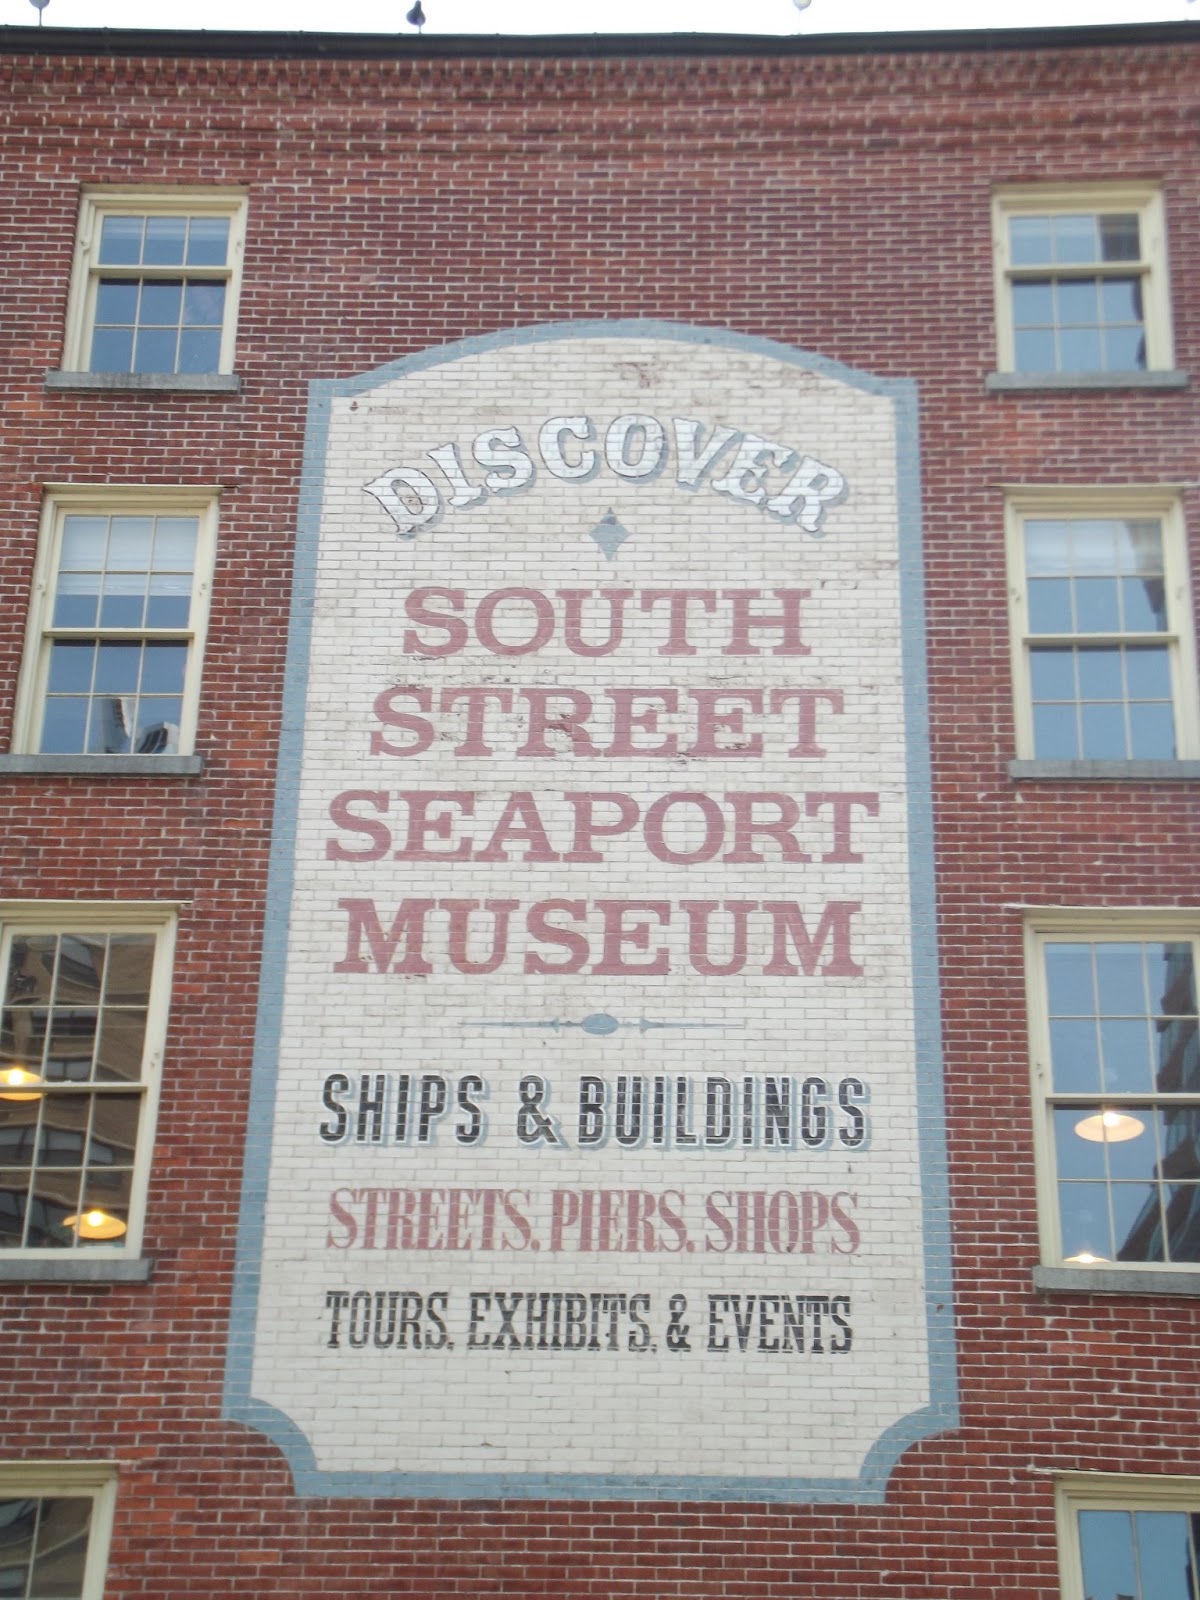 DISCOVER
SOUTH
STREET
SEAPORT
MUSEUM
SHIPS & BUILDINGS
STREETS, PIERS, SHOPS
TOURS, EXHIBITS, & EVENTS